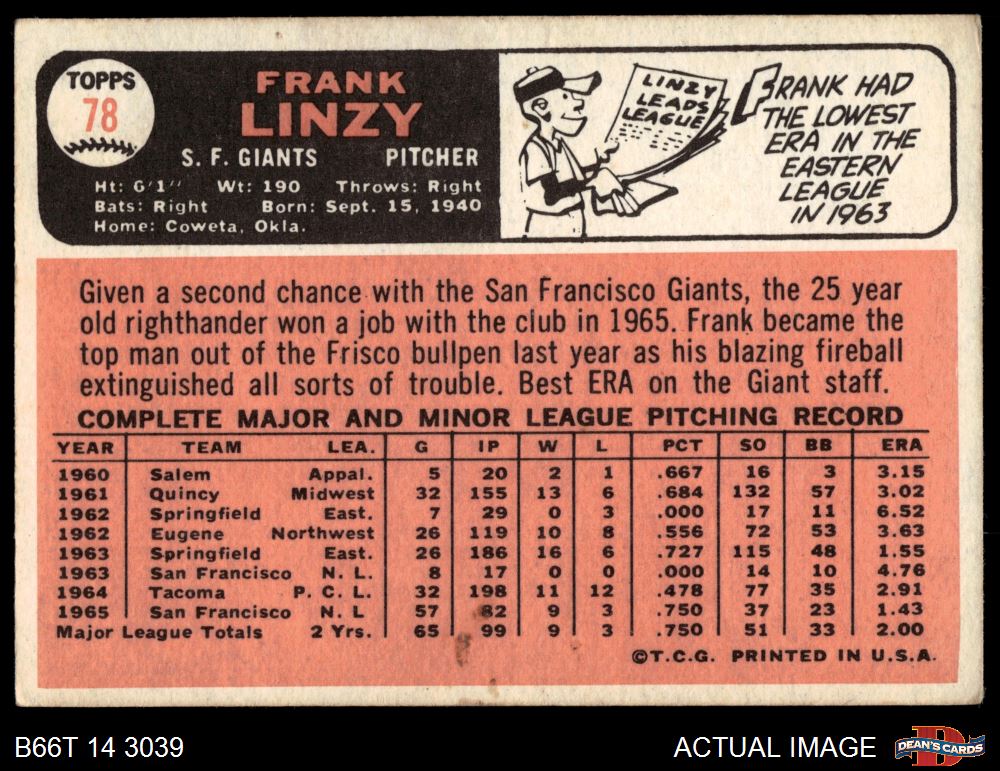 TOPPS
78
FRANK
LINZY
S. F. GIANTS PITCHER
Ht: 6'1" Wt: 190 Throws: Right
Bats: Right Born: Sept. 15, 1940
Home: Coweta, Okla.
LINZY
LEADS
LEAGUE
FRANK HAD
THE LOWEST
ERA IN THE
EASTERN
LEAGUE
IN 1963
Given a second chance with the San Francisco Giants, the 25 year
old righthander won a job with the club in 1965. Frank became the
top man out of the Frisco bullpen last year as his blazing fireball
extinguished all sorts of trouble. Best ERA on the Giant staff.
COMPLETE MAJOR AND MINOR LEAGUE PITCHING RECORD
YEAR TEAM LEA. G IP W L PCT SO BB ERA
1960 Salem Appal. 5 20 2 1 .667 16 3 3.15
1961 Quincy Midwest 32 155 13 6 .684 132 57 3.02
1962 Springfield East. 7 29 0 3 .000 17 11 6.52
1962 Eugene Northwest 26 119 10 8 .556 72 53 3.63
1963 Springfield East. 26 186 16 6 .727 115 48 1.55
1963 San Francisco N. L. 8 17 0 0 .000 14 10 4.76
1964 Tacoma P. C. L. 32 198 11 12 .478 77 35 2.91
1965 San Francisco N. L 57 82 9 3 .750 37 23 1.43
Major League Totals 2 Yrs. 65 99 9 3 .750 51 33 2.00
©T.C.G. PRINTED IN U.S.A.
B66T 14 3039 ACTUAL IMAGE
D
DEAN'S CARDS